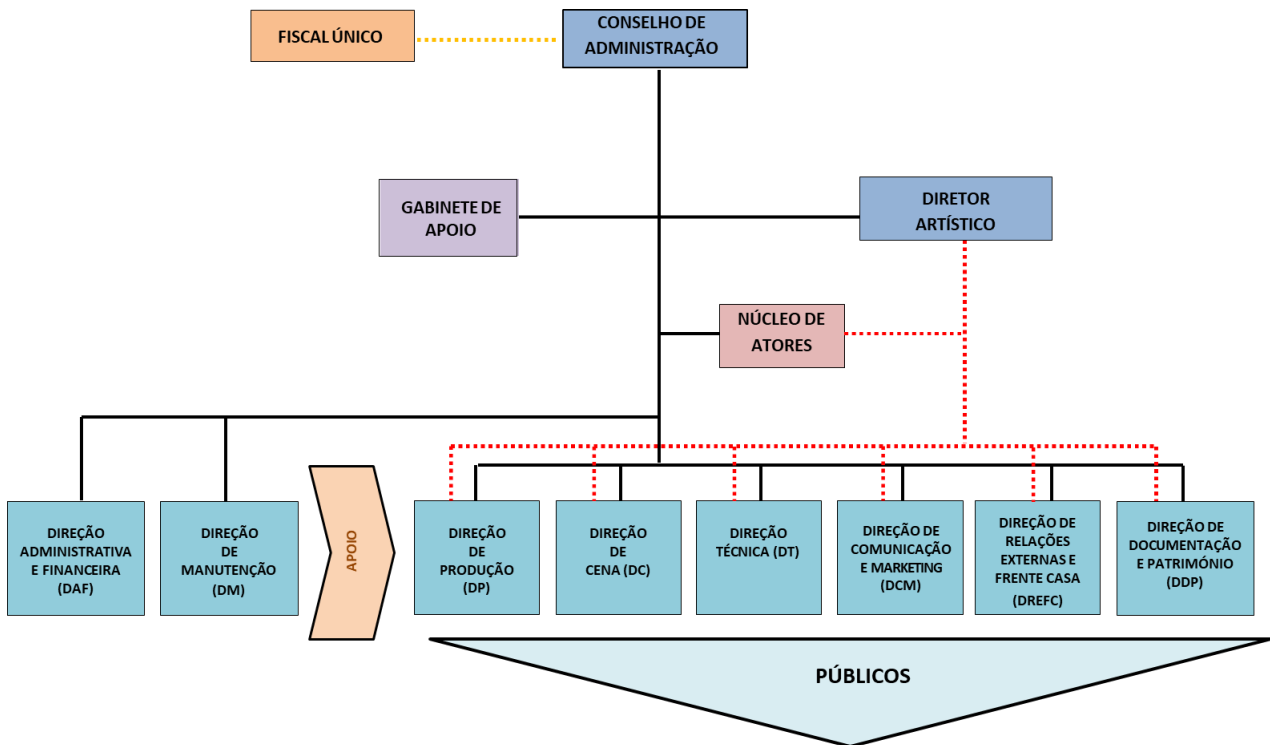 FISCAL ÚNICO
CONSELHO DE
ADMINISTRAÇÃO
GABINETE DE
APOIO
DIRETOR
ARTÍSTICO
NÚCLEO DE
ATORES
DIREÇÃO
ADMINISTRATIVA
E FINANCEIRA
(DAF)
DIREÇÃO
DE
MANUTENÇÃO
(DM)
APOIO
DIREÇÃO
DE
PRODUÇÃO
(DP)
DIREÇÃO
DE
CENA (DC)
DIREÇÃO
TÉCNICA (DT)
DIREÇÃO DE
COMUNICAÇÃO
E MARKETING
(DCM)
DIREÇÃO DE
RELAÇÕES
EXTERNAS E
FRENTE CASA
(DREFC)
DIREÇÃO DE
DOCUMENTAÇÃO
E PATRIMÓNIO
(DDP)
PÚBLICOS